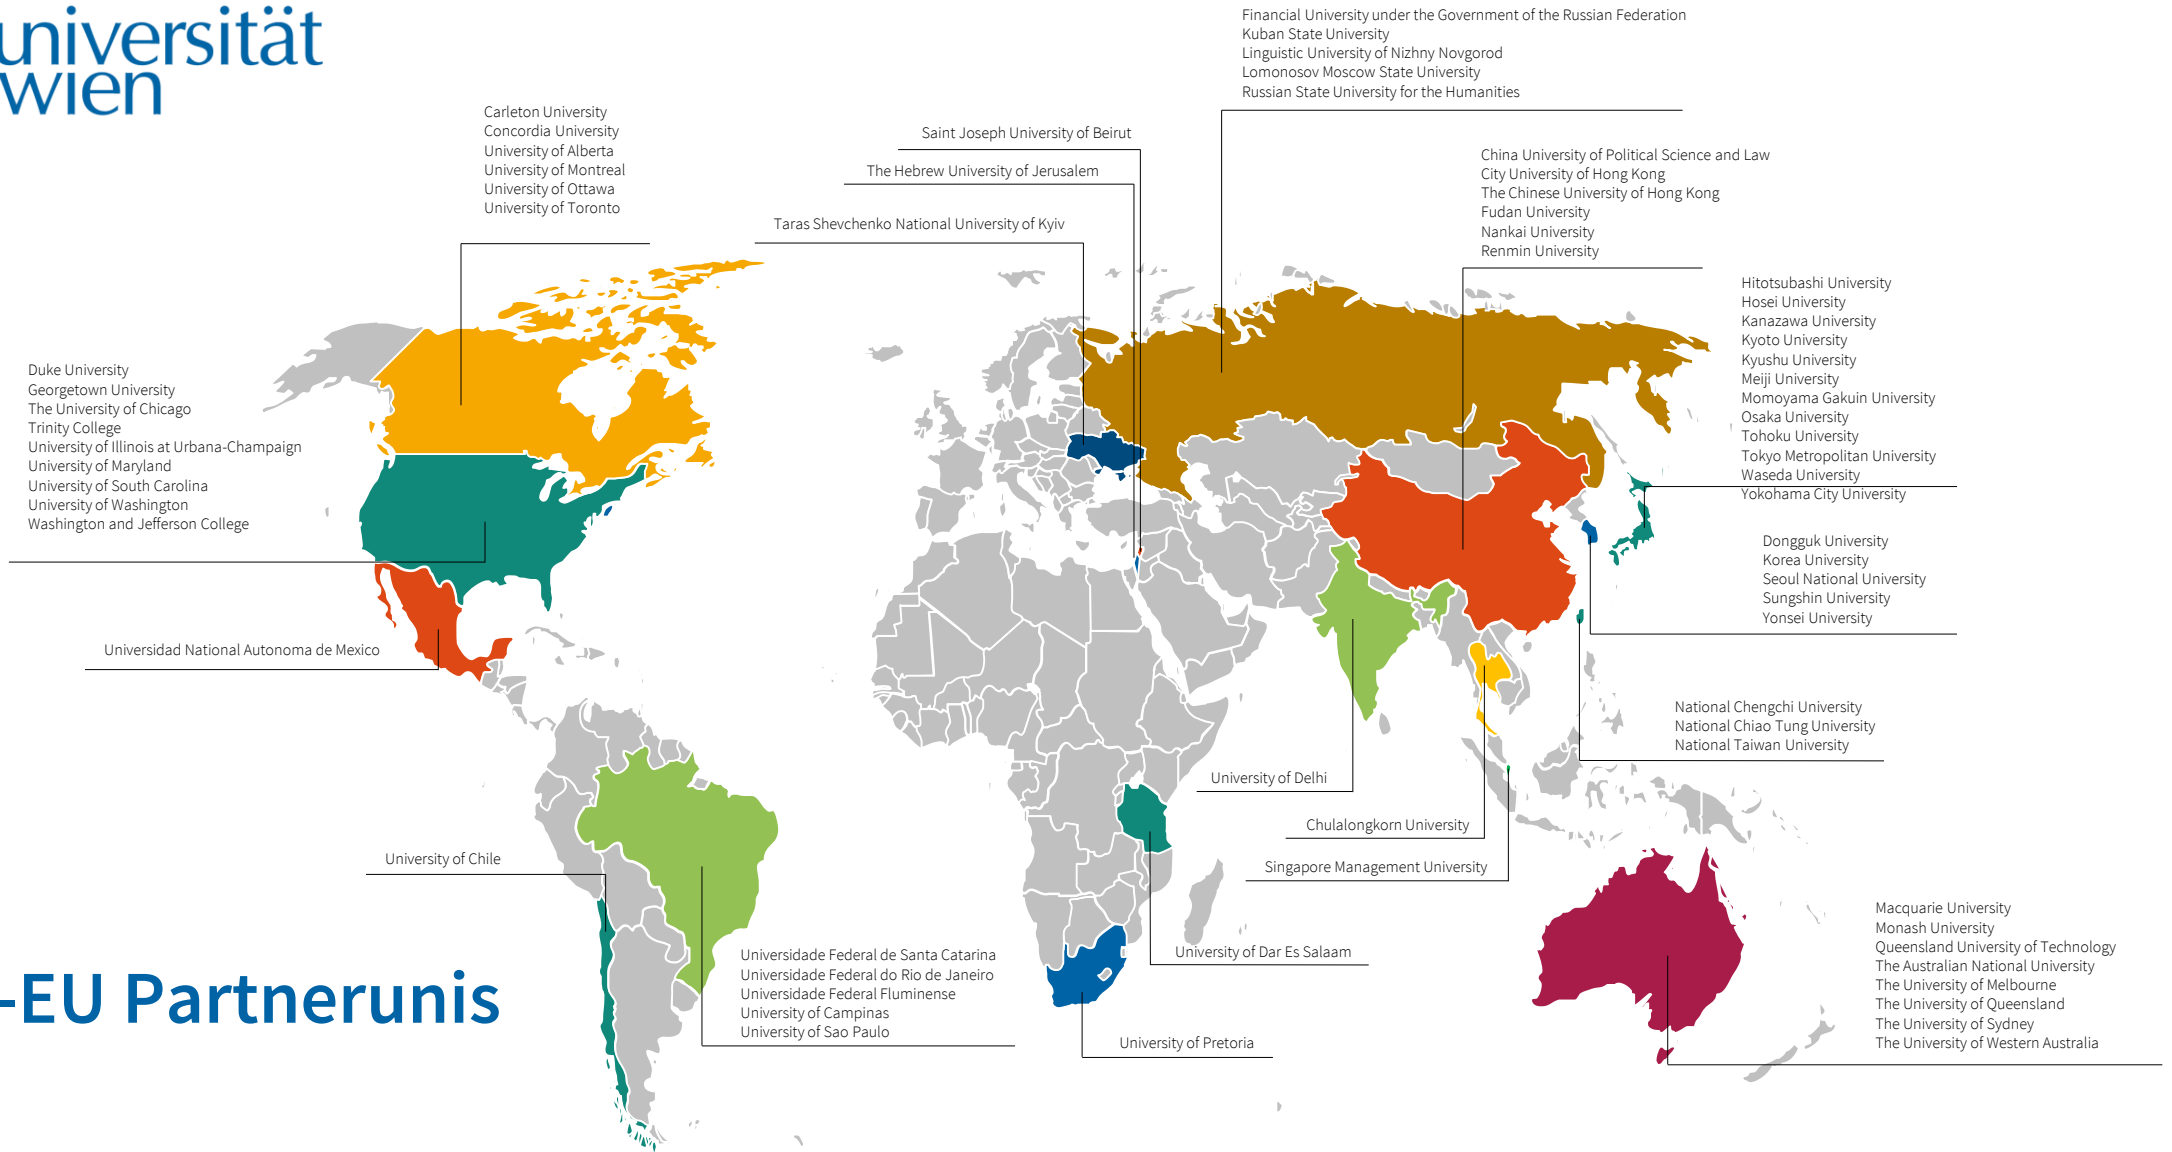 universität
wien
Financial University under the Government of the Russian Federation
Kuban State University
Linguistic University of Nizhny Novgorod
Lomonosov Moscow State University
Russian State University for the Humanities
Carleton University
Concordia University
University of Alberta
University of Montreal
University of Ottawa
University of Toronto
Saint Joseph University of Beirut
The Hebrew University of Jerusalem
Taras Shevchenko National University of Kyiv
China University of Political Science and Law
City University of Hong Kong
The Chinese University of Hong Kong
Fudan University
Nankai University
Renmin University
Hitotsubashi University
Hosei University
Kanazawa University
Kyoto University
Kyushu University
Meiji University
Momoyama Gakuin University
Osaka University
Tohoku University
Tokyo Metropolitan University
Waseda University
Yokohama City University
Duke University
Georgetown University
The University of Chicago
Trinity College
University of Illinois at Urbana-Champaign
University of Maryland
University of South Carolina
University of Washington
Washington and Jefferson College
Dongguk University
Korea University
Seoul National University
Sungshin University
Yonsei University
Universidad National Autonoma de Mexico
National Chengchi University
National Chiao Tung University
National Taiwan University
University of Delhi
Chulalongkorn University
Singapore Management University
University of Chile
Macquarie University
Monash University
Queensland University of Technology
The Australian National University
The University of Melbourne
The University of Queensland
The University of Sydney
The University of Western Australia
Universidade Federal de Santa Catarina
Universidade Federal do Rio de Janeiro
Universidade Federal Fluminense
University of Campinas
University of Sao Paulo
University of Dar Es Salaam
University of Pretoria
-EU Partnerunis